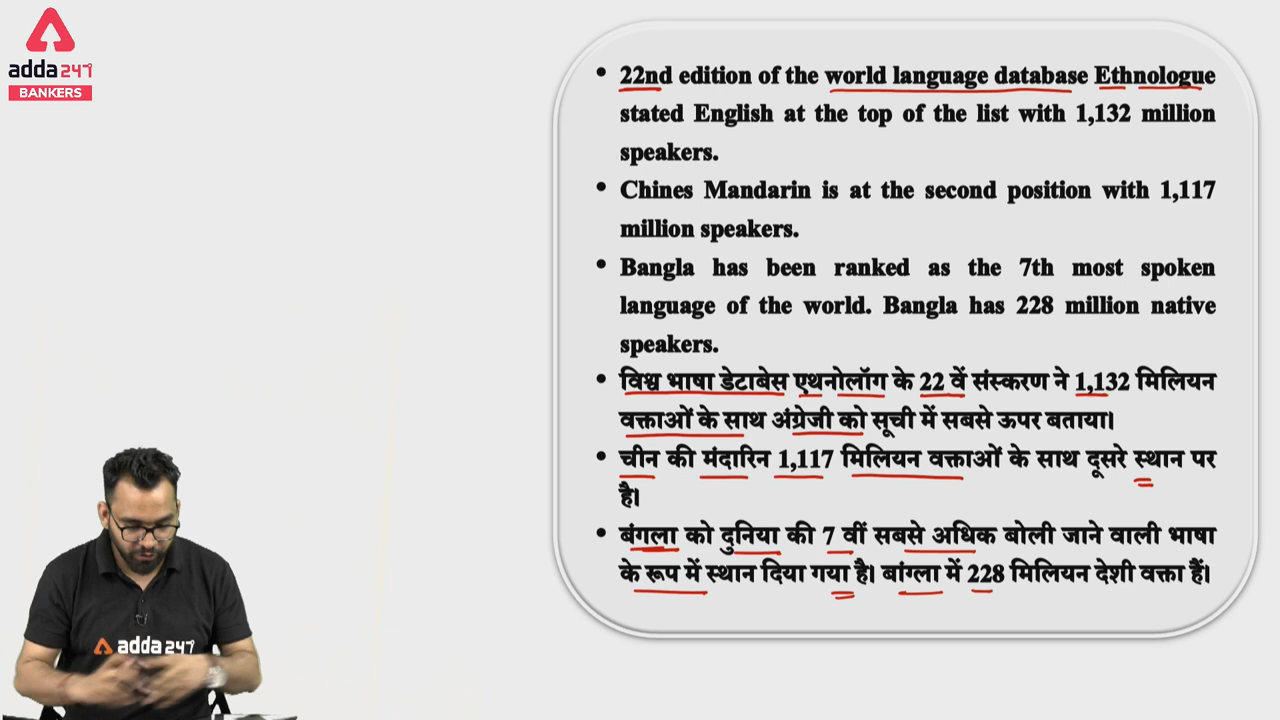 adda247
BANKERS
• 22nd edition of the world language database Ethnologue
stated English at the top of the list with 1,132 million
speakers.
• Chines Mandarin is at the second position with 1,117
million speakers.
• Bangla has been ranked as the 7th most spoken
language of the world. Bangla has 228 million native
speakers.
• विश्व भाषा डेटाबेस एथनोलॉग के 22 वें संस्करण ने 1,132 मिलियन
वक्ताओं के साथ अंग्रेजी को सूची में सबसे ऊपर बताया।
• चीन की मंदारिन 1,117 मिलियन वक्ताओं के साथ दूसरे स्थान पर
है।
• बंगला को दुनिया की 7 वीं सबसे अधिक बोली जाने वाली भाषा
के रूप में स्थान दिया गया है। बांग्ला में 228 मिलियन देशी वक्ता हैं।
adda247